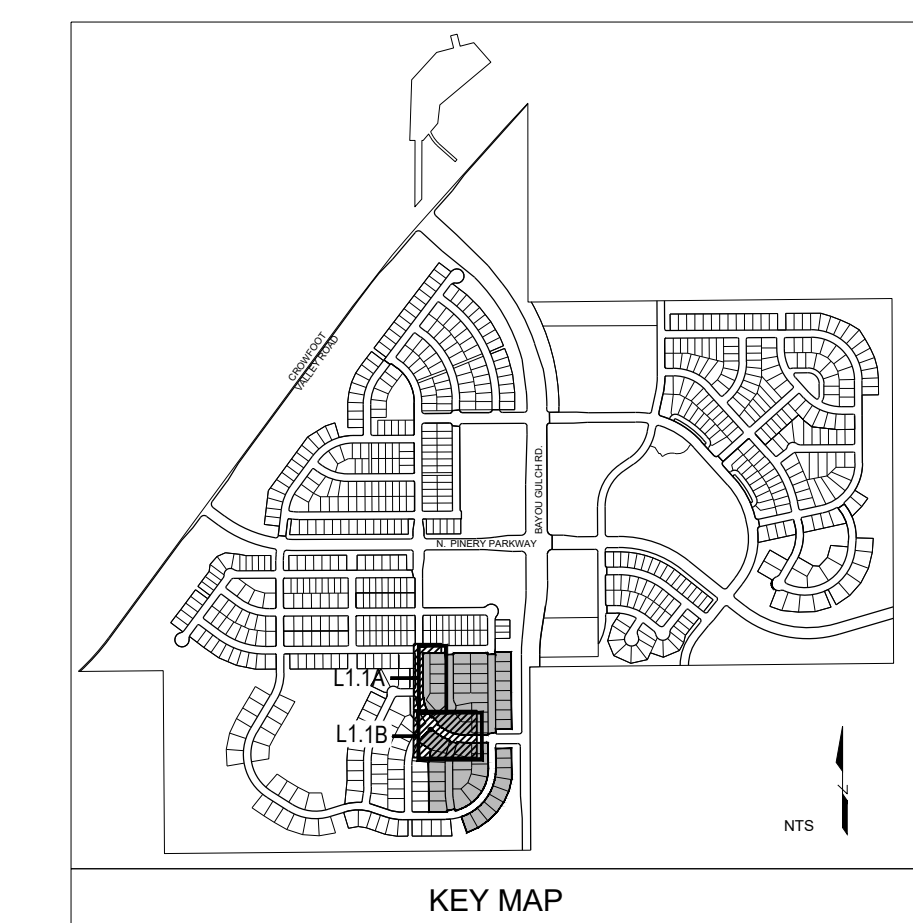 CROWFOOT
VALLEY ROAD
BAYOU GULCH RD.
N. PINERY PARKWAY
L1.1A
L1.1B
N
NTS
KEY MAP